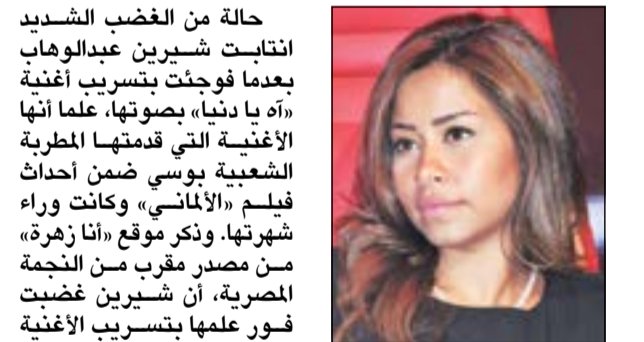 حالة من الغضب الشديد
انتابت شيرين عبدالوهاب
بعدما فوجئت بتسريب أغنية
«آه يا دنيا» بصوتها، علما أنها
الأغنية التي قدمتها المطربة
الشعبية بوسي ضمن أحداث
فيلم «الألماني» وكانت وراء
شهرتها. وذكر موقع «أنا زهرة»
من مصدر مقرب من النجمة
المصرية، أن شيرين غضبت
فور علمها بتسريب الأغنية